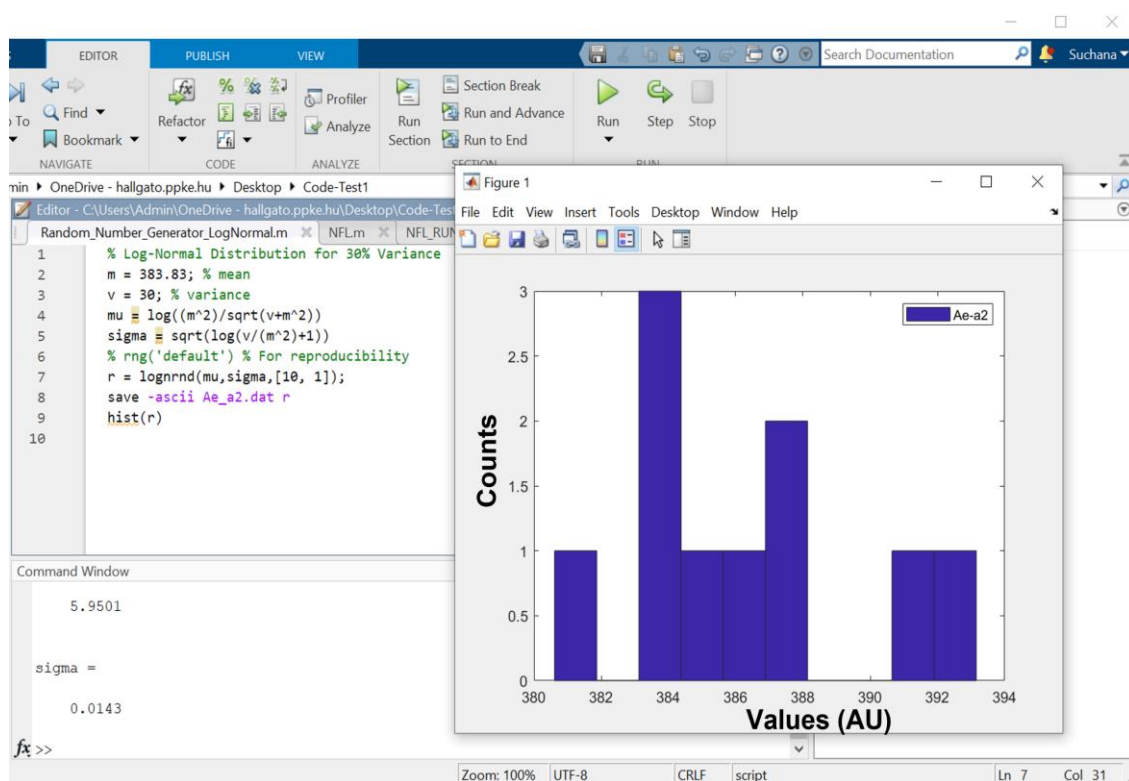 EDITOR PUBLISH VIEW Search Documentation Suchana
To Find Bookmark
Refactor
Profiler
Analyze
Run Section
Section Break
Run and Advance
Run to End
Run Step Stop
NAVIGATE CODE ANALYZE SECTION RUN
min OneDrive - hallgato.ppke.hu Desktop Code-Test1
Editor - C:\Users\Admin\OneDrive - hallgato.ppke.hu\Desktop\Code-Tes
Random_Number_Generator_LogNormal.m NFL.m NFL_RUN
1 % Log-Normal Distribution for 30% Variance
2 m = 383.83; % mean
3 v = 30; % variance
4 mu = log((m^2)/sqrt(v+m^2))
5 sigma = sqrt(log(v/(m^2)+1))
6 % rng('default') % For reproducibility
7 r = lognrnd(mu,sigma,[10, 1]);
8 save -ascii Ae_a2.dat r
9 hist(r)
10
Command Window
5.9501
sigma =
0.0143
fx >>
Figure 1
File Edit View Insert Tools Desktop Window Help
Ae-a2
Counts
3
2.5
2
1.5
1
0.5
0
380 382 384 386 388 390 392 394
Values (AU)
Zoom: 100% UTF-8 CRLF script Ln 7 Col 31